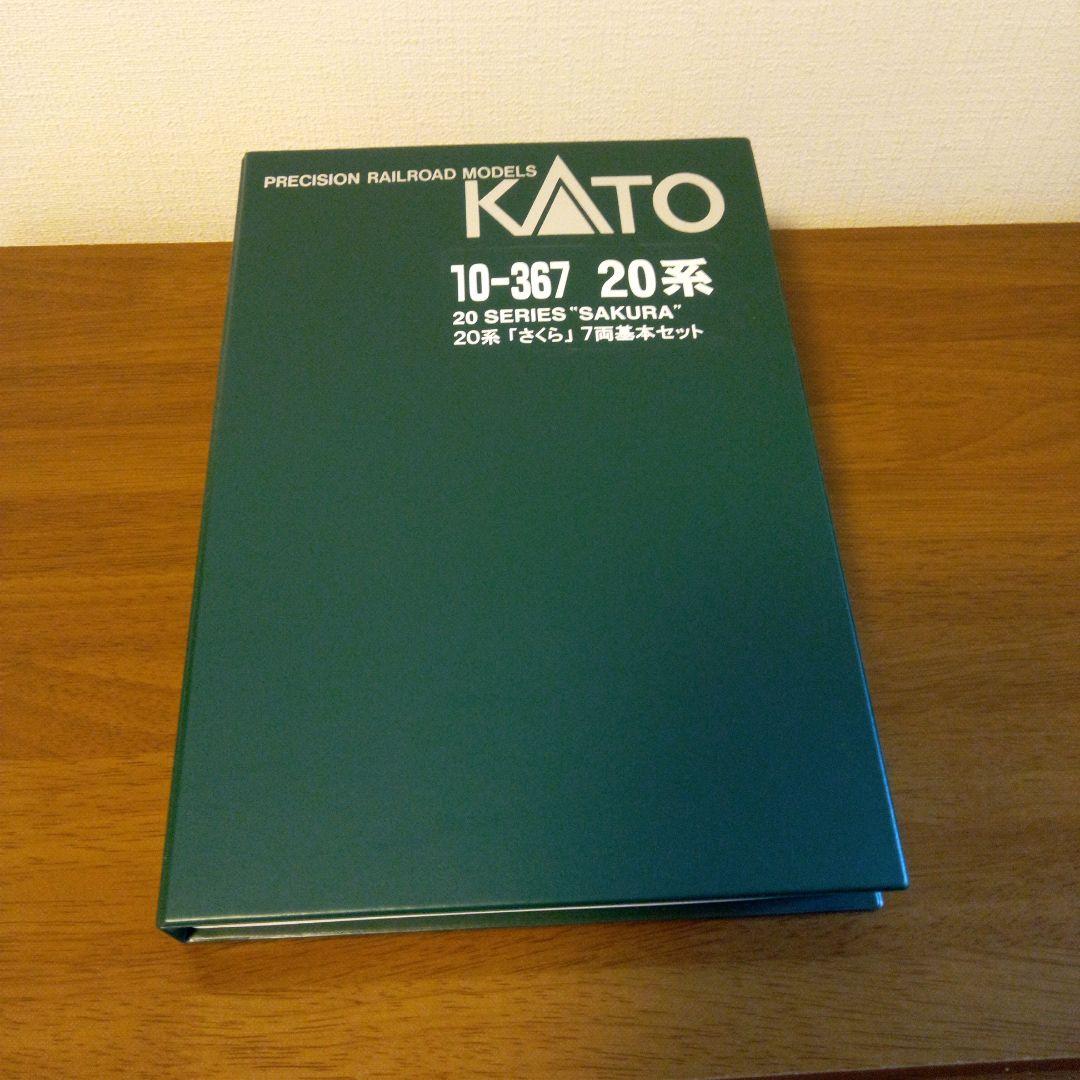 PRECISION RAILROAD MODELS
KATO
10-367 20系
20 SERIES "SAKURA"
20系「さくら」7両基本セット